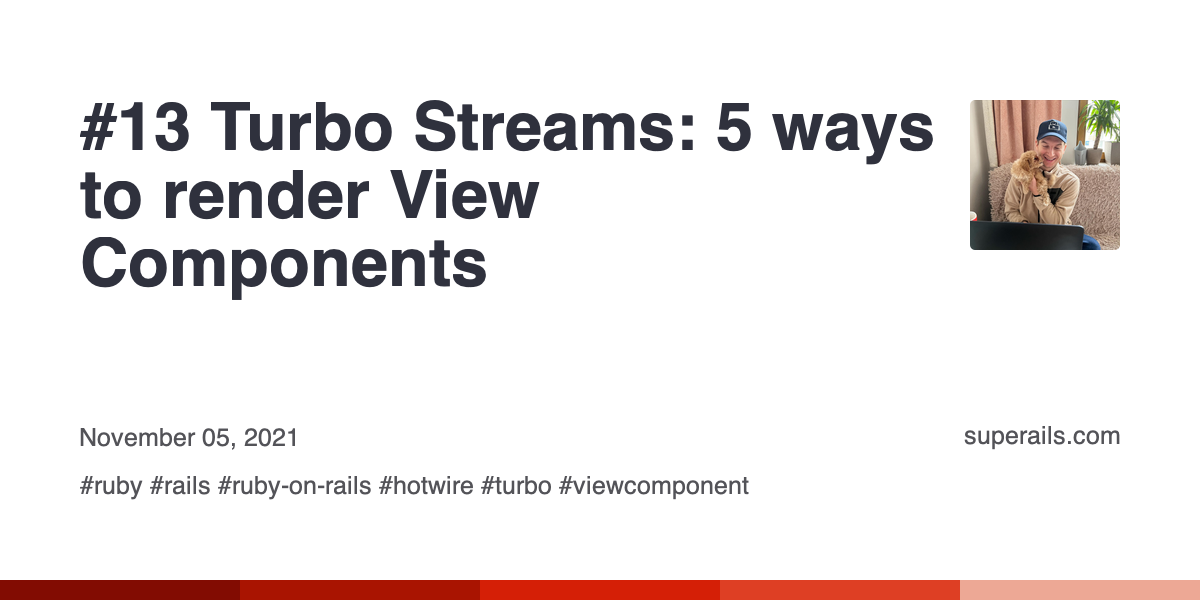 #13 Turbo Streams: 5 ways
to render View
Components
November 05, 2021
superails.com
#ruby #rails #ruby-on-rails #hotwire #turbo #viewcomponent